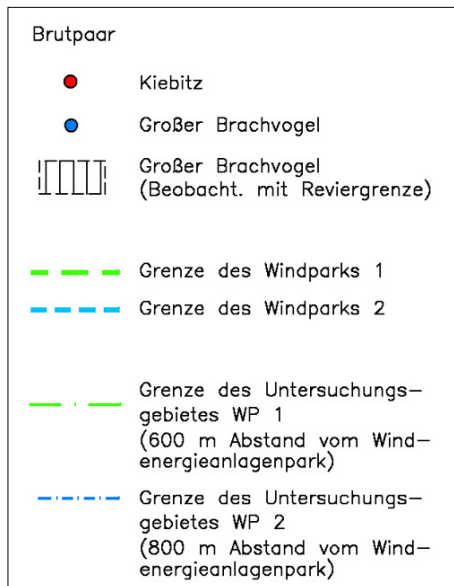 Brutpaar
Kiebitz
Großer Brachvogel
Großer Brachvogel
(Beobacht. mit Reviergrenze)
Grenze des Windparks 1
Grenze des Windparks 2
Grenze des Untersuchungs-
gebietes WP 1
(600 m Abstand vom Wind-
energieanlagenpark)
Grenze des Untersuchungs-
gebietes WP 2
(800 m Abstand vom Wind-
energieanlagenpark)